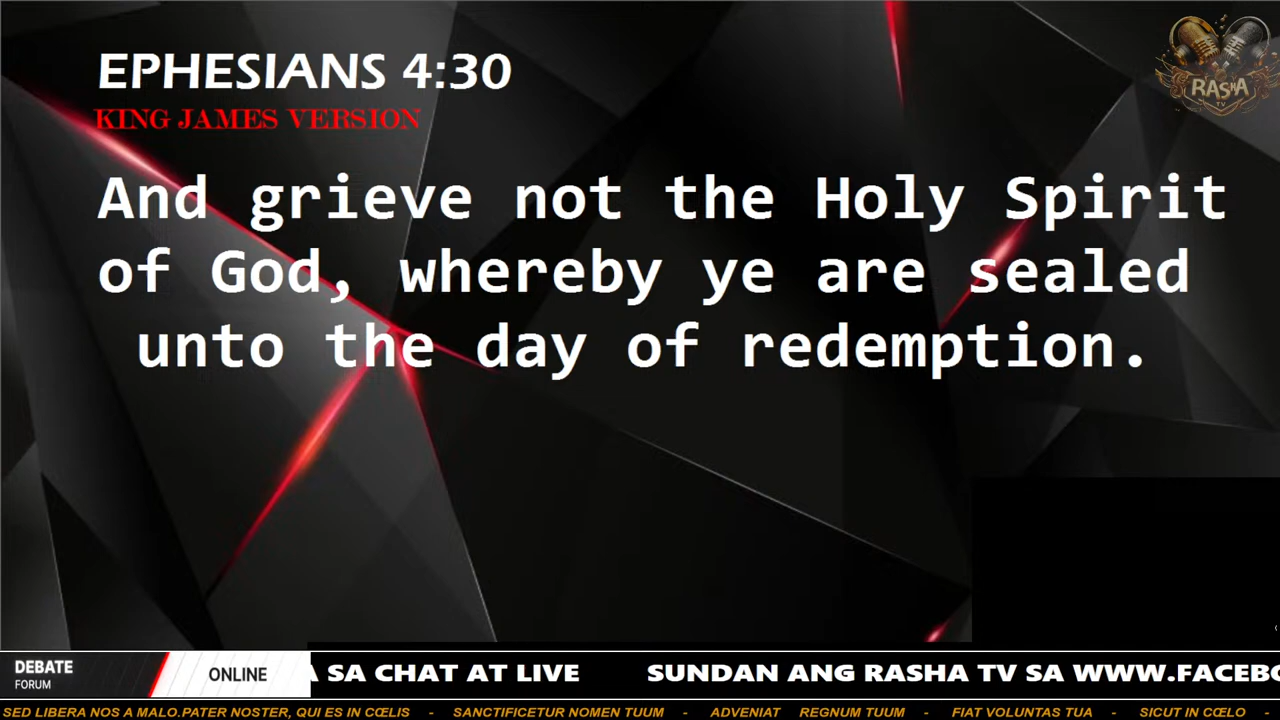 EPHESIANS 4:30
KING JAMES VERSION
RASHA
TV
And grieve not the Holy Spirit
of God, whereby ye are sealed
unto the day of redemption.
DEBATE
FORUM
ONLINE
A SA CHAT AT LIVE SUNDAN ANG RASHA TV SA WWW.FACEBO
SED LIBERA NOS A MALO.PATER NOSTER, QUI ES IN CŒLIS - SANCTIFICETUR NOMEN TUUM - ADVENIAT REGNUM TUUM - FIAT VOLUNTAS TUA - SICUT IN CŒLO -